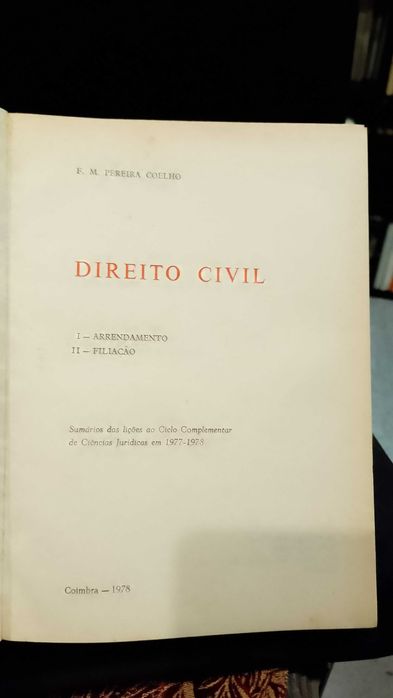 F. M. PEREIRA COELHO
DIREITO CIVIL
I — ARRENDAMENTO
II — FILIAÇÃO
Sumários das lições ao Ciclo Complementar
de Ciências Jurídicas em 1977-1978
Coimbra — 1978